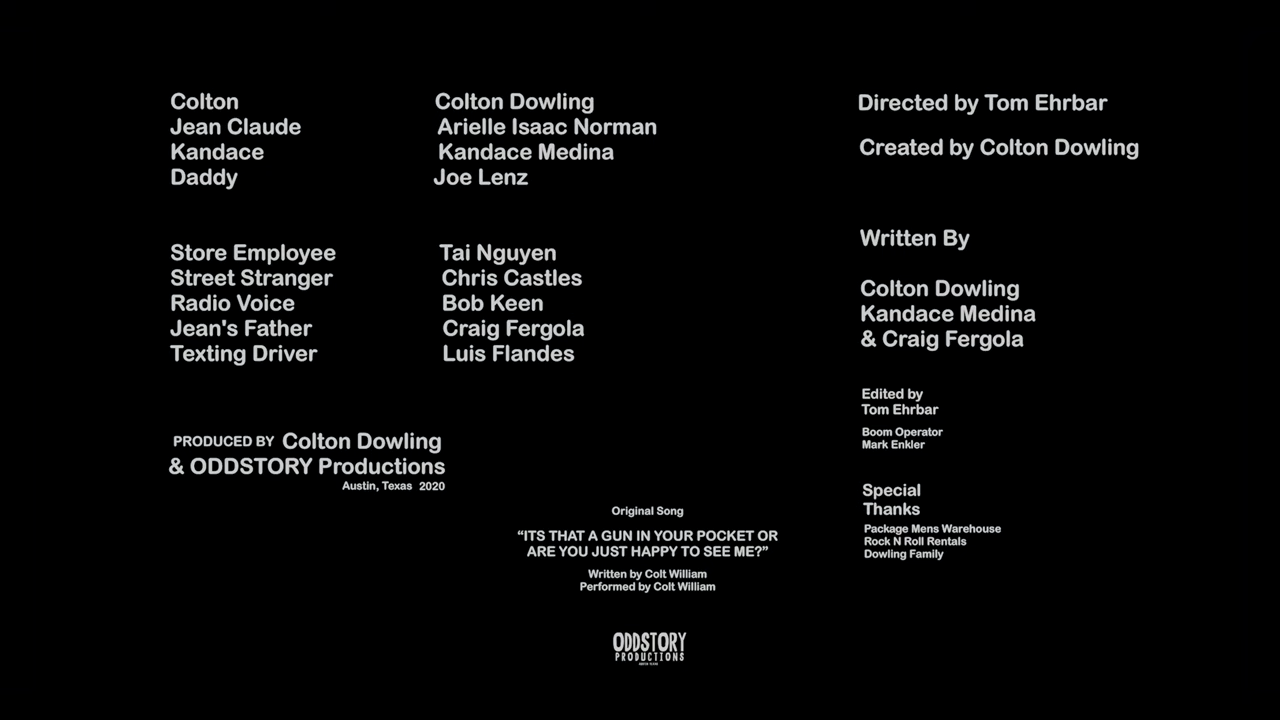 Colton Colton Dowling
Jean Claude Arielle Isaac Norman
Kandace Kandace Medina
Daddy Joe Lenz
Store Employee Tai Nguyen
Street Stranger Chris Castles
Radio Voice Bob Keen
Jean's Father Craig Fergola
Texting Driver Luis Flandes
PRODUCED BY Colton Dowling
& ODDSTORY Productions
Austin, Texas 2020
Original Song
“ITS THAT A GUN IN YOUR POCKET OR
ARE YOU JUST HAPPY TO SEE ME?”
Written by Colt William
Performed by Colt William
ODDSTORY
PRODUCTIONS
Directed by Tom Ehrbar
Created by Colton Dowling
Written By
Colton Dowling
Kandace Medina
& Craig Fergola
Edited by
Tom Ehrbar
Boom Operator
Mark Enkler
Special
Thanks
Package Mens Warehouse
Rock N Roll Rentals
Dowling Family